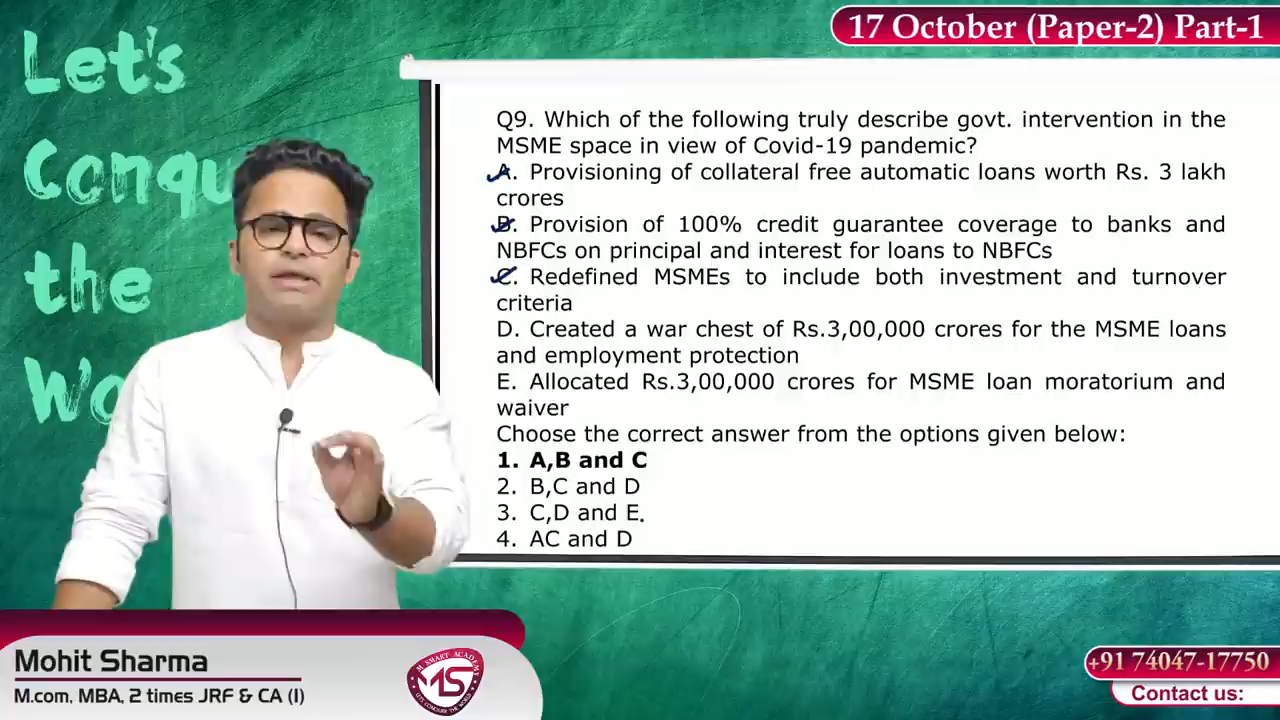 17 October (Paper-2) Part-1
Let's
Conqu
the
Wo
Q9. Which of the following truly describe govt. intervention in the
MSME space in view of Covid-19 pandemic?
A. Provisioning of collateral free automatic loans worth Rs. 3 lakh
crores
B. Provision of 100% credit guarantee coverage to banks and
NBFCs on principal and interest for loans to NBFCs
C. Redefined MSMEs to include both investment and turnover
criteria
D. Created a war chest of Rs.3,00,000 crores for the MSME loans
and employment protection
E. Allocated Rs.3,00,000 crores for MSME loan moratorium and
waiver
Choose the correct answer from the options given below:
1. A,B and C
2. B,C and D
3. C,D and E.
4. AC and D
Mohit Sharma
M.com, MBA, 2 times JRF & CA (I)
M SMART ACADEMY
MS
LET'S CONQUER THE WORLD
+91 74047-17750
Contact us: